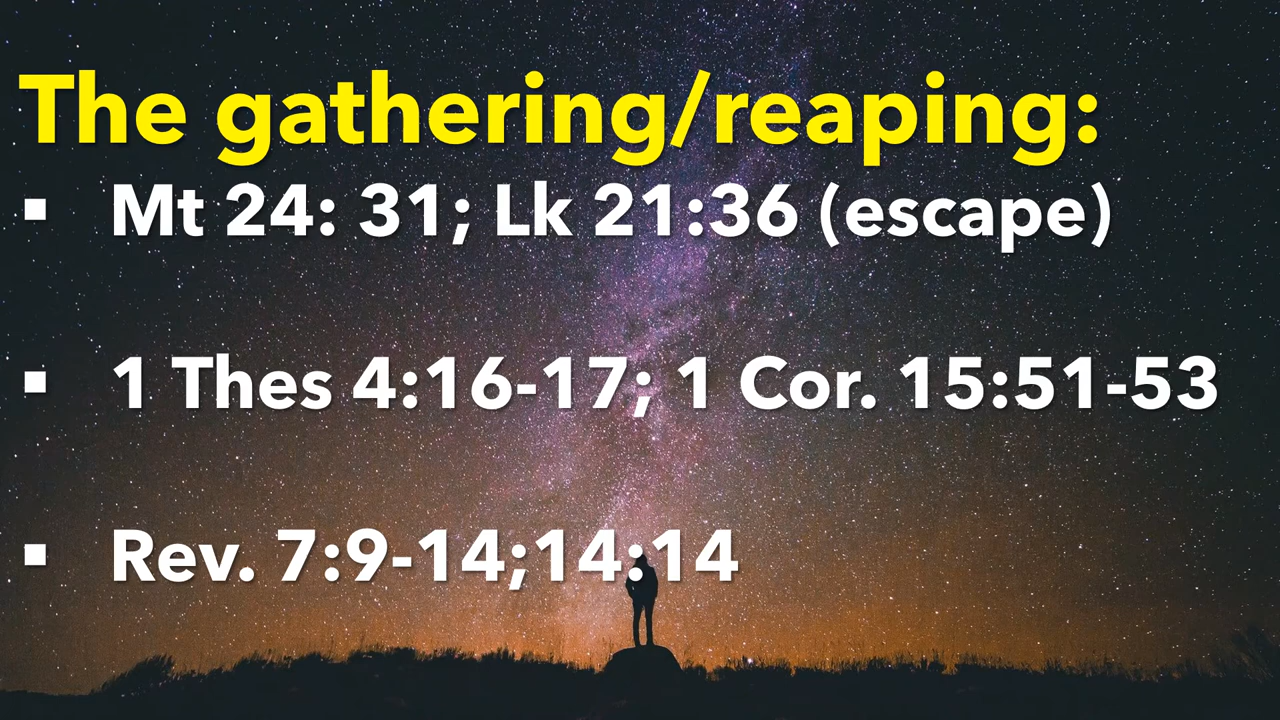 The gathering/reaping:
▪ Mt 24: 31; Lk 21:36 (escape)
▪ 1 Thes 4:16-17; 1 Cor. 15:51-53
▪ Rev. 7:9-14;14:14